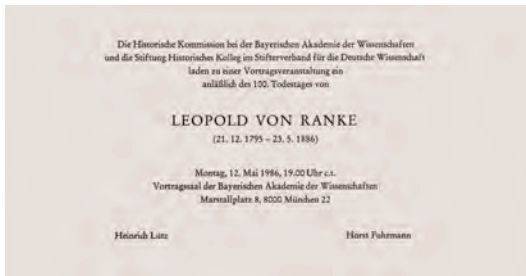 Die Historische Kommission bei der Bayerischen Akademie der Wissenschaften
und die Stiftung Historisches Kolleg im Stifterverband für die Deutsche Wissenschaft
laden zu einer Vortragsveranstaltung ein
anläßlich des 100. Todestages von
LEOPOLD VON RANKE
(21. 12. 1795 – 23. 5. 1886)
Montag, 12. Mai 1986, 19.00 Uhr c.t.
Vortragssaal der Bayerischen Akademie der Wissenschaften
Marstallplatz 8, 8000 München 22
Heinrich Lutz Horst Fuhrmann